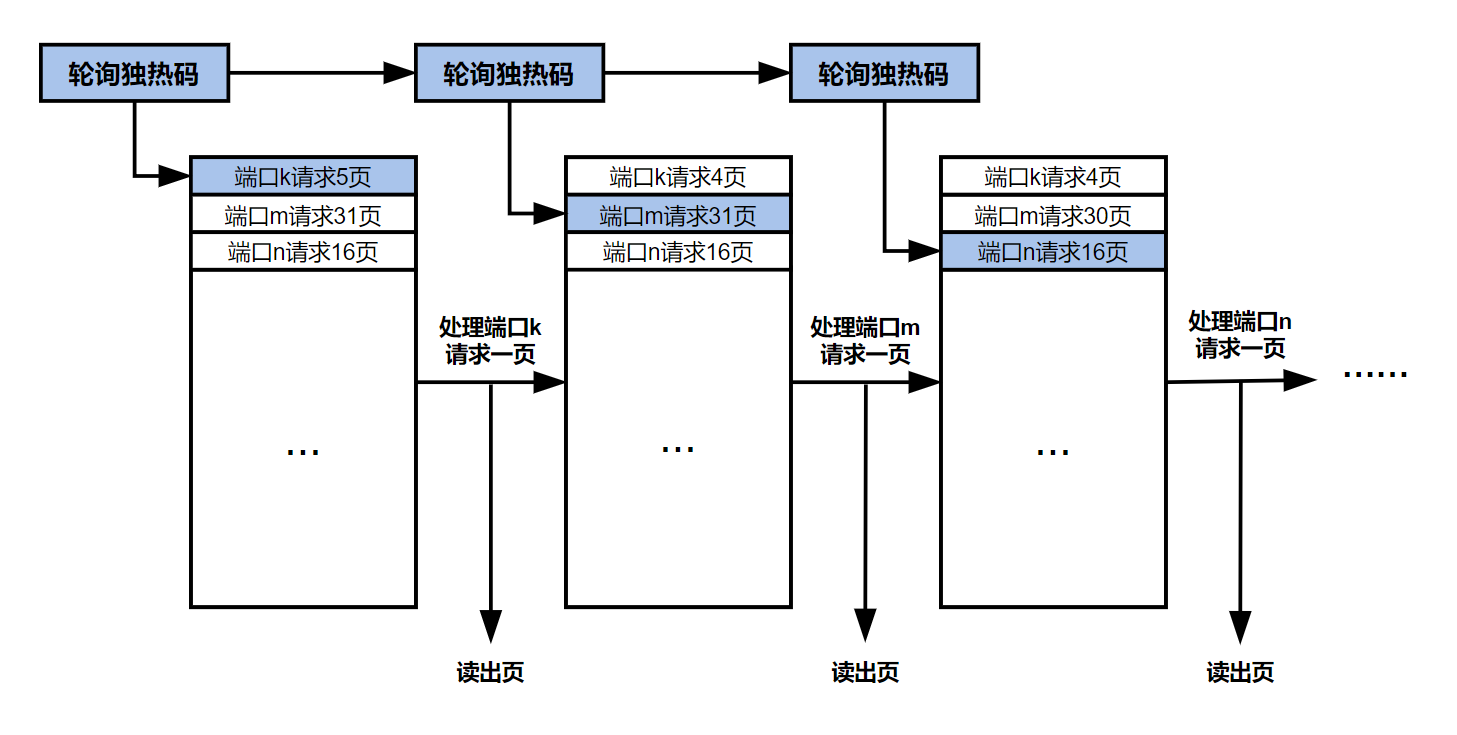 轮询独热码
轮询独热码
轮询独热码
端口k请求5页
端口m请求31页
端口n请求16页
...
处理端口k
请求一页
读出页
端口k请求4页
端口m请求31页
端口n请求16页
...
处理端口m
请求一页
读出页
端口k请求4页
端口m请求30页
端口n请求16页
...
处理端口n
请求一页
读出页
......